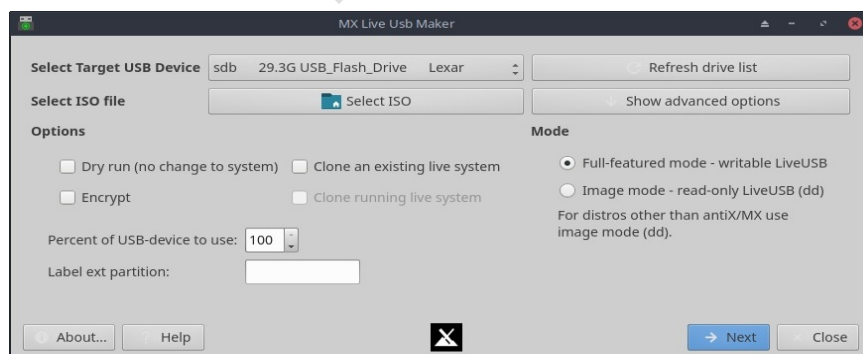 MX Live Usb Maker
Select Target USB Device sdb 29.3G USB_Flash_Drive Lexar Refresh drive list
Select ISO file Select ISO Show advanced options
Options Mode
Dry run (no change to system) Clone an existing live system Full-featured mode - writable LiveUSB
Encrypt Clone running live system Image mode - read-only LiveUSB (dd)
For distros other than antiX/MX use
image mode (dd).
Percent of USB-device to use: 100
Label ext partition:
About... Help Next Close